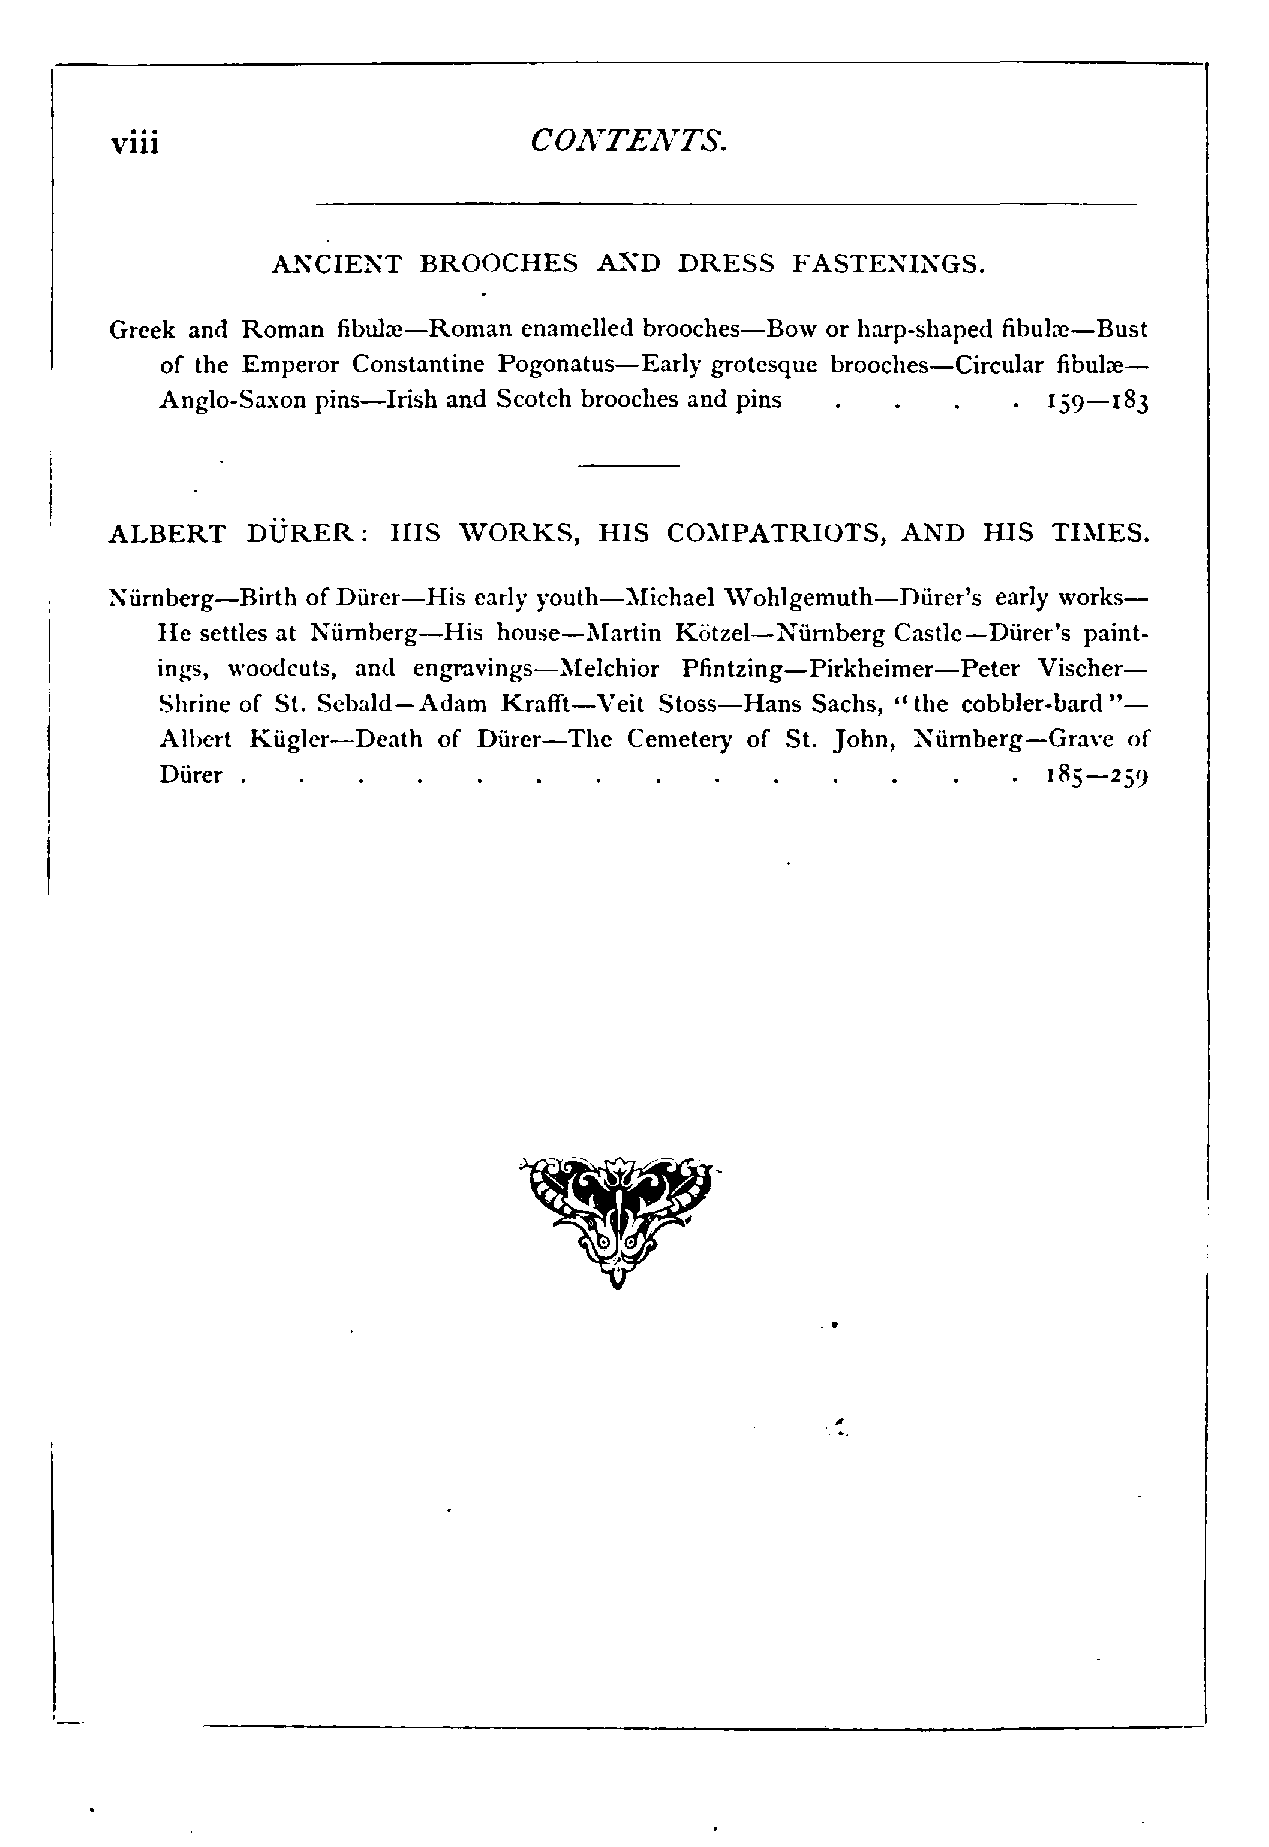 viii CONTENTS.
ANCIENT BROOCHES AND DRESS FASTENINGS.
Greek and Roman fibulæ—Roman enamelled brooches—Bow or harp-shaped fibulæ—Bust
of the Emperor Constantine Pogonatus—Early grotesque brooches—Circular fibulæ—
Anglo-Saxon pins—Irish and Scotch brooches and pins . . . . 159—183
ALBERT DÜRER: HIS WORKS, HIS COMPATRIOTS, AND HIS TIMES.
Nürnberg—Birth of Dürer—His early youth—Michael Wohlgemuth—Dürer's early works—
He settles at Nürnberg—His house—Martin Kötzel—Nürnberg Castle—Dürer's paint-
ings, woodcuts, and engravings—Melchior Pfintzing—Pirkheimer—Peter Vischer—
Shrine of St. Sebald—Adam Krafft—Veit Stoss—Hans Sachs, "the cobbler-bard"—
Albert Kügler—Death of Dürer—The Cemetery of St. John, Nürnberg—Grave of
Dürer . . . . . . . . . . . . . . 185—259